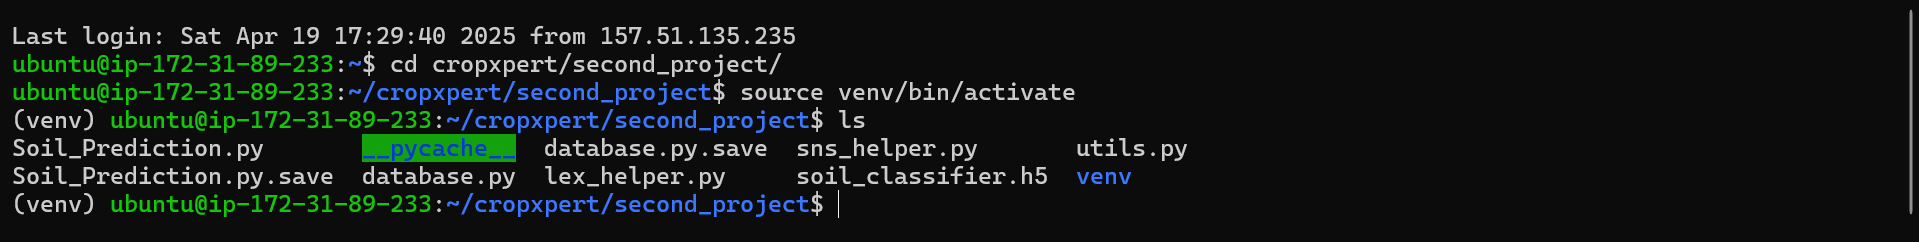 Last login: Sat Apr 19 17:29:40 2025 from 157.51.135.235
ubuntu@ip-172-31-89-233:~$ cd cropxpert/second_project/
ubuntu@ip-172-31-89-233:~/cropxpert/second_project$ source venv/bin/activate
(venv) ubuntu@ip-172-31-89-233:~/cropxpert/second_project$ ls
Soil_Prediction.py       __pycache__  database.py.save  sns_helper.py       utils.py
Soil_Prediction.py.save  database.py  lex_helper.py     soil_classifier.h5  venv
(venv) ubuntu@ip-172-31-89-233:~/cropxpert/second_project$